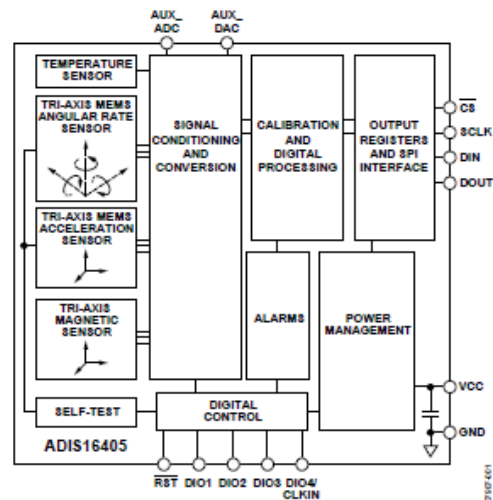 AUX_
ADC
AUX_
DAC
TEMPERATURE
SENSOR
TRI-AXIS MEMS
ANGULAR RATE
SENSOR
TRI-AXIS MEMS
ACCELERATION
SENSOR
TRI-AXIS
MAGNETIC
SENSOR
SELF-TEST
SIGNAL
CONDITIONING
AND
CONVERSION
CALIBRATION
AND
DIGITAL
PROCESSING
OUTPUT
REGISTERS
AND SPI
INTERFACE
ALARMS
POWER
MANAGEMENT
DIGITAL
CONTROL
CS
SCLK
DIN
DOUT
VCC
GND
ADIS16405
RST
DIO1
DIO2
DIO3
DIO4/
CLKIN